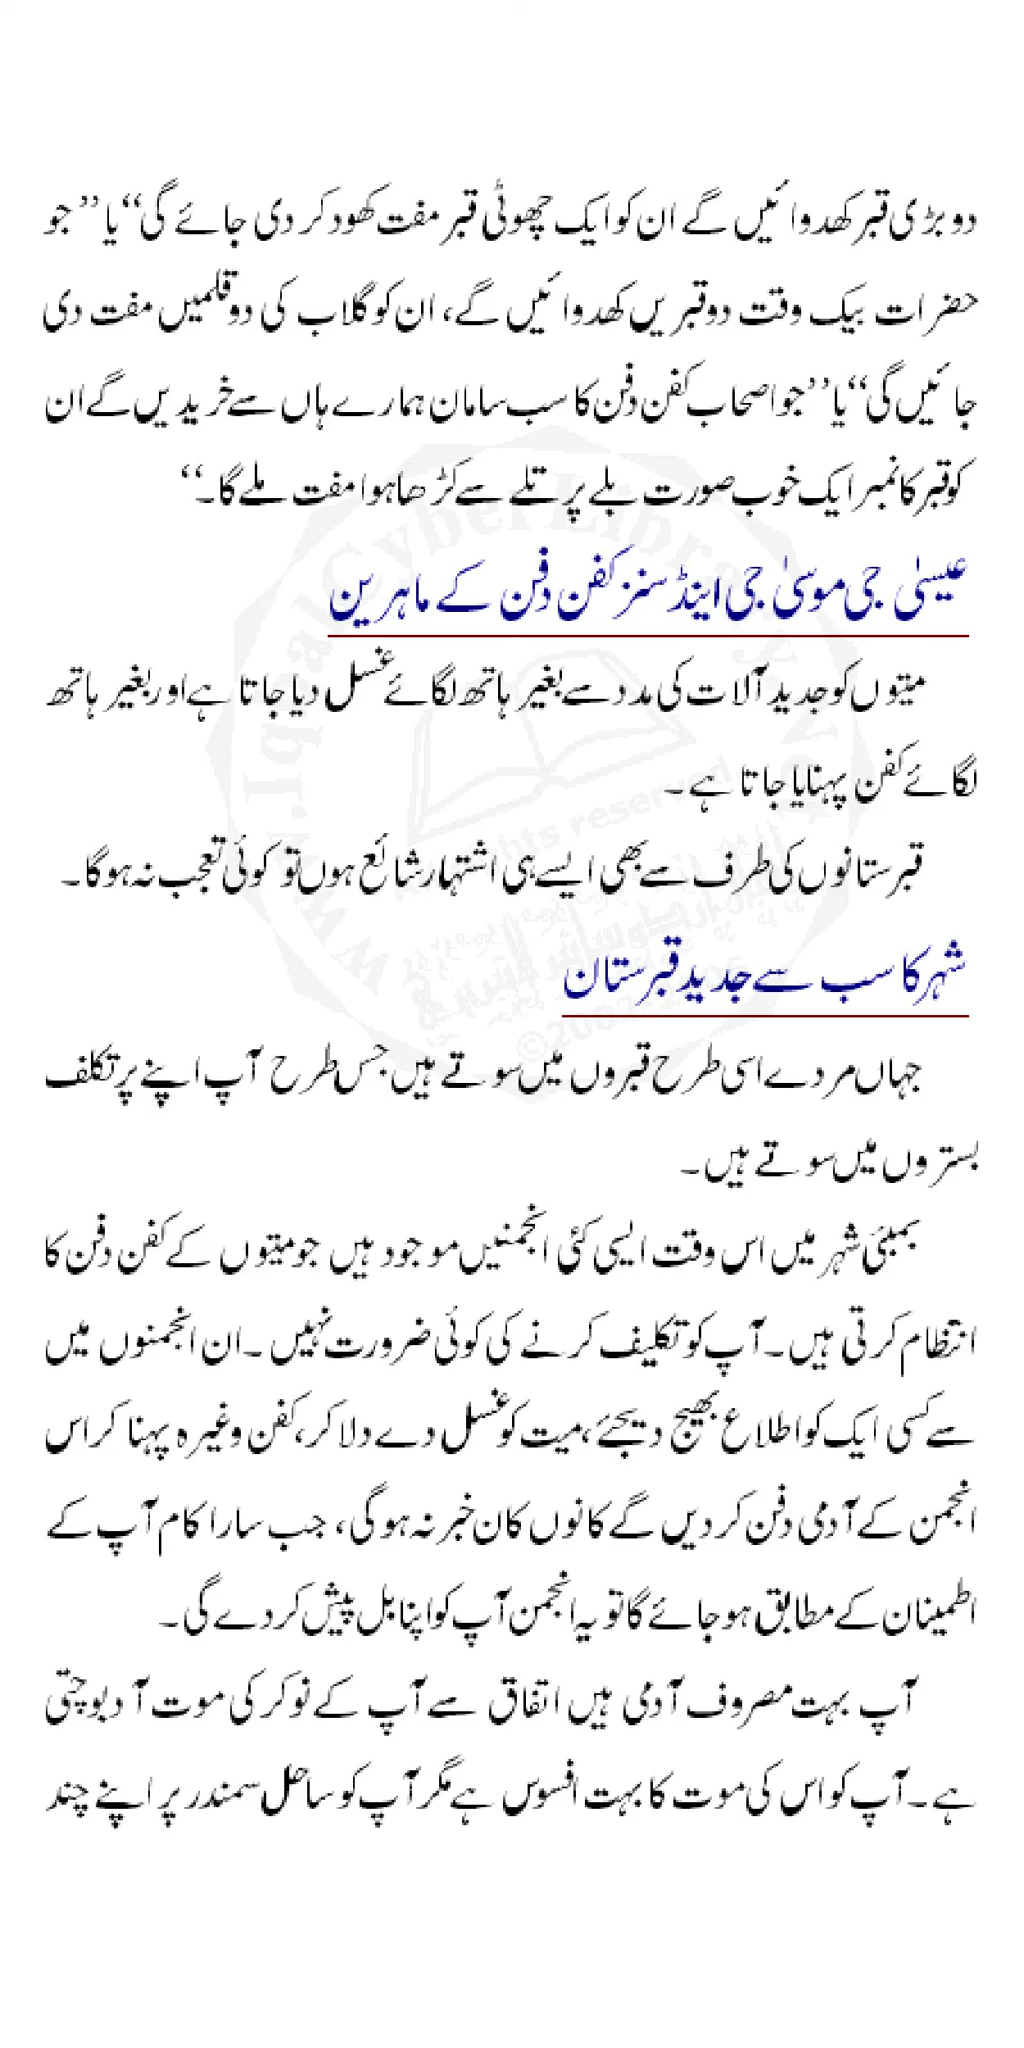 دو بڑی قبر کھدوائیں گے ان کو ایک چھوٹی قبر مفت کھود کر دی جائے گی‘‘ یا ’’جو
حضرات بیک وقت دو قبریں کھدوائیں گے، ان کو گلاب کی دو قلمیں مفت دی
جائیں گی‘‘ یا ’’جو اصحاب کفن دفن کا سب سامان ہمارے ہاں سے خریدیں گے ان
کو قبر کا نمبر ایک خوب صورت بلے پر تلے سے کڑھا ہوا مفت ملے گا۔‘‘
عیسیٰ جی موسیٰ جی اینڈ سنز کفن دفن کے ماہرین
میتوں کو جدید آلات کی مدد سے بغیر ہاتھ لگائے غسل دیا جاتا ہے اور بغیر ہاتھ
لگائے کفن پہنایا جاتا ہے۔
قبرستانوں کی طرف سے بھی ایسے ہی اشتہار شائع ہوں تو کوئی تعجب نہ ہوگا۔
شہر کا سب سے جدید قبرستان
جہاں مردے اسی طرح قبروں میں سوتے ہیں جس طرح آپ اپنے پرتکلف
بستروں میں سوتے ہیں۔
بمبئی شہر میں اس وقت ایسی کئی انجمنیں موجود ہیں جو میتوں کے کفن دفن کا
انتظام کرتی ہیں۔ آپ کو تکلیف کرنے کی کوئی ضرورت نہیں۔ ان انجمنوں میں
سے کسی ایک کو اطلاع بھیج دیجئے، میت کو غسل دے دلا کر، کفن وغیرہ پہنا کر اس
انجمن کے آدمی دفن کر دیں گے کانوں کان خبر نہ ہوگی، جب سارا کام آپ کے
اطمینان کے مطابق ہو جائے گا تو یہ انجمن آپ کو اپنا بل پیش کر دے گی۔
آپ بہت مصروف آدمی ہیں اتفاق سے آپ کے نوکر کی موت آ دبوچتی
ہے۔ آپ کو اس کی موت کا بہت افسوس ہے مگر آپ کو ساحل سمندر پر اپنے چند
www.IqbalCyberLibrary.net
All rights reserved